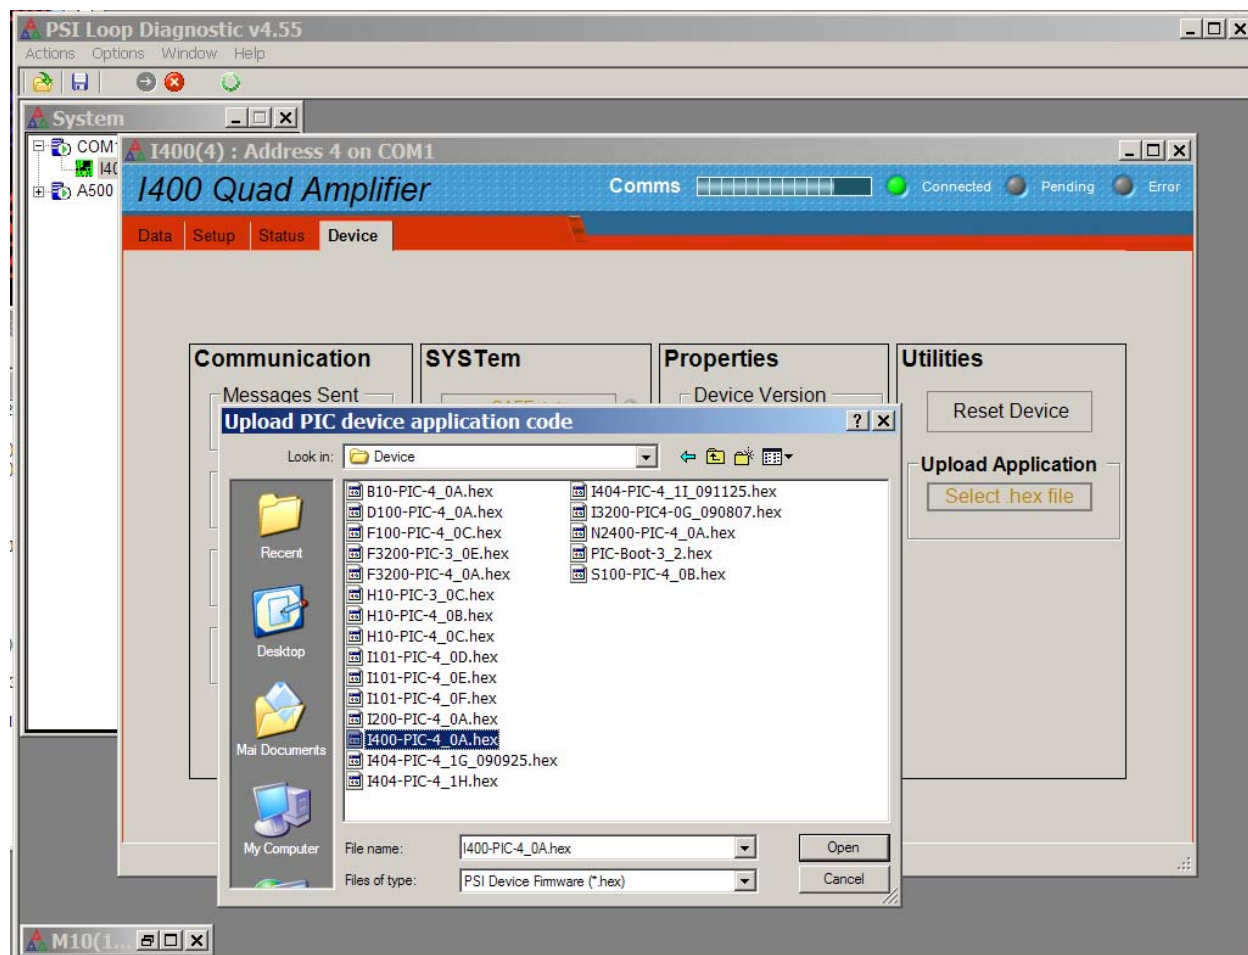 PSI Loop Diagnostic v4.55
Actions Options Window Help
System
COM1
I40
A500
I400(4) : Address 4 on COM1
I400 Quad Amplifier
Comms
Connected
Pending
Error
Data
Setup
Status
Device
Communication
Messages Sent
SYSTem
Properties
Device Version
Utilities
Reset Device
Upload Application
Select .hex file
Upload PIC device application code
Look in:
Device
Recent
Desktop
Mai Documents
My Computer
B10-PIC-4_0A.hex
D100-PIC-4_0A.hex
F100-PIC-4_0C.hex
F3200-PIC-3_0E.hex
F3200-PIC-4_0A.hex
H10-PIC-3_0C.hex
H10-PIC-4_0B.hex
H10-PIC-4_0C.hex
I101-PIC-4_0D.hex
I101-PIC-4_0E.hex
I101-PIC-4_0F.hex
I200-PIC-4_0A.hex
I400-PIC-4_0A.hex
I404-PIC-4_1G_090925.hex
I404-PIC-4_1H.hex
I404-PIC-4_1I_091125.hex
I3200-PIC4-0G_090807.hex
N2400-PIC-4_0A.hex
PIC-Boot-3_2.hex
S100-PIC-4_0B.hex
File name:
I400-PIC-4_0A.hex
Open
Files of type:
PSI Device Firmware (*.hex)
Cancel
M10(1...